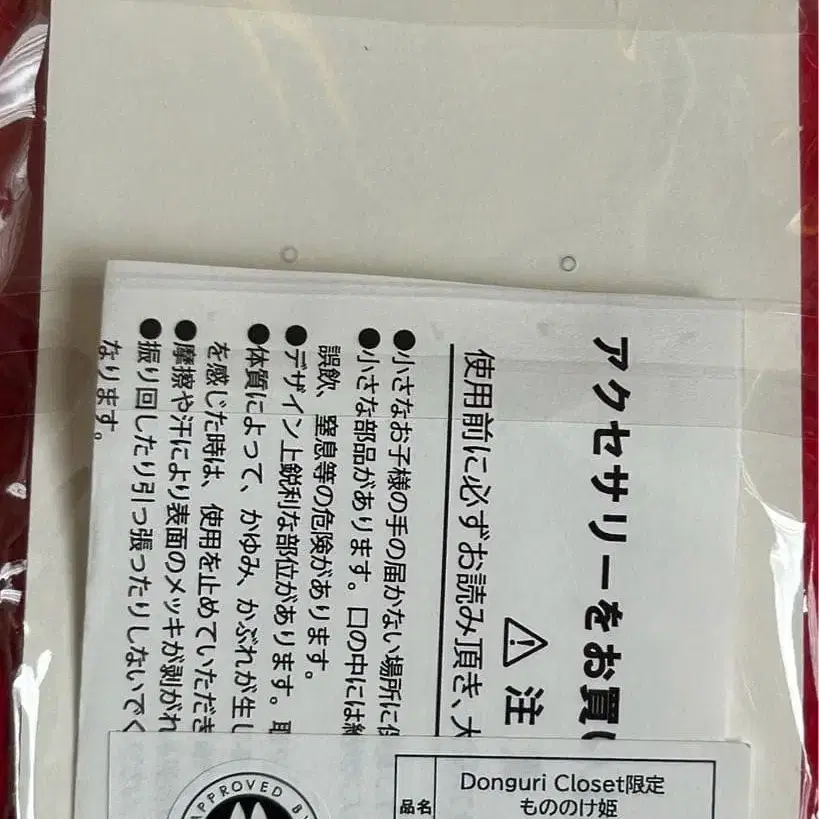 アクセサリーをお買い
⚠注
使用前に必ずお読み頂き、大
●小さなお子様の手の届かない場所に保
●小さな部品があります。口の中には絶
誤飲、窒息等の危険があります。
●デザイン上鋭利な部位があります。取
●体質によって、かゆみ、かぶれが生じ
を感じた時は、使用を止めていただき
●摩擦や汗により表面のメッキが剥がれ
●振り回したり引っ張ったりしないでく
なります。
APPROVED B
品名
Donguri Closet限定
もののけ姫